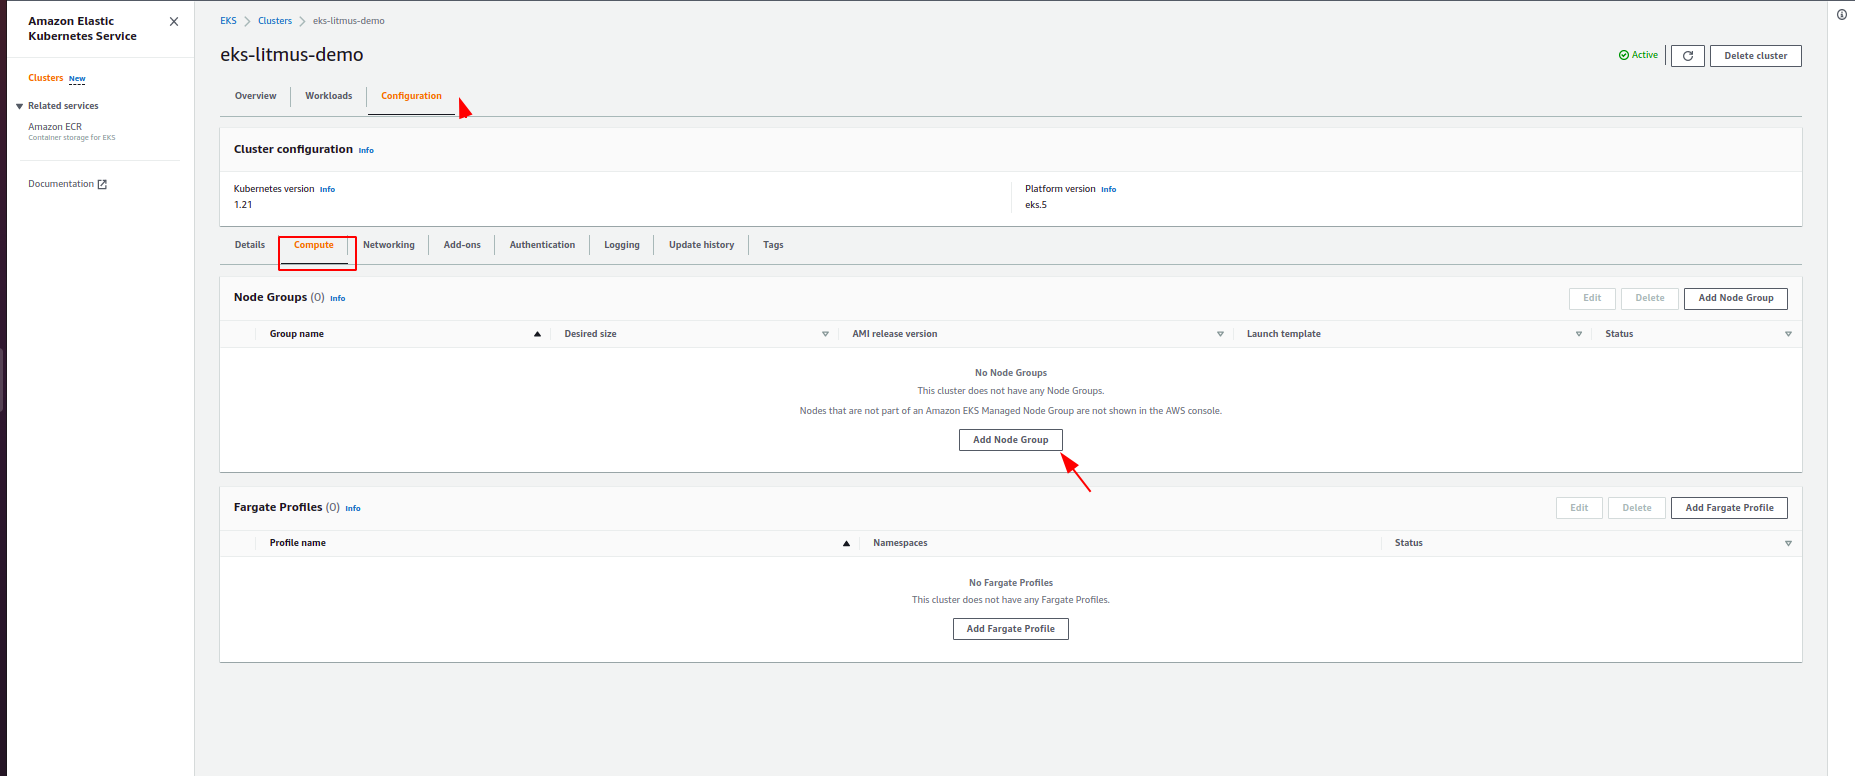 Amazon Elastic
Kubernetes Service
Clusters New
Related services
Amazon ECR
Container storage for EKS
Documentation
EKS Clusters eks-litmus-demo
eks-litmus-demo
Active Delete cluster
Overview Workloads Configuration
Cluster configuration Info
Kubernetes version Info Platform version Info
1.21 eks.5
Details Compute Networking Add-ons Authentication Logging Update history Tags
Node Groups (0) Info Edit Delete Add Node Group
Group name Desired size AMI release version Launch template Status
No Node Groups
This cluster does not have any Node Groups.
Nodes that are not part of an Amazon EKS Managed Node Group are not shown in the AWS console.
Add Node Group
Fargate Profiles (0) Info Edit Delete Add Fargate Profile
Profile name Namespaces Status
No Fargate Profiles
This cluster does not have any Fargate Profiles.
Add Fargate Profile